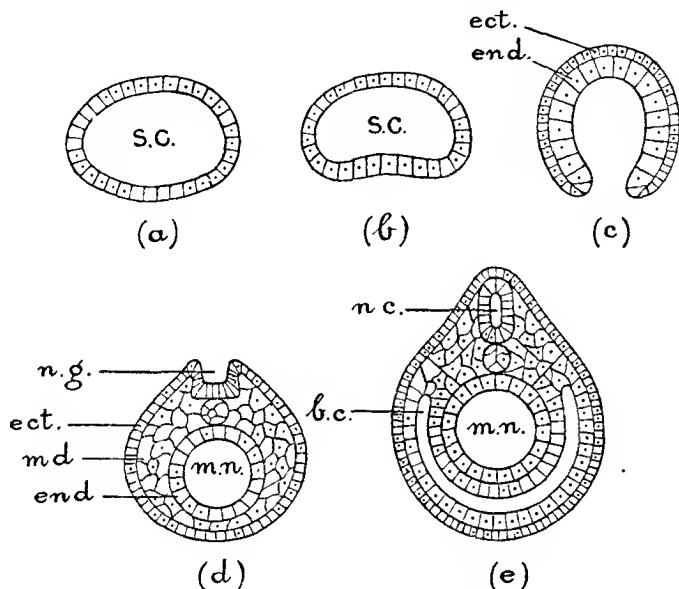 ect.
end.
S.C.
S.C.
(a)
(b)
(c)
n c.
n.g.
ect.
b.c.
md
m.n.
m.n.
end
(d)
(e)